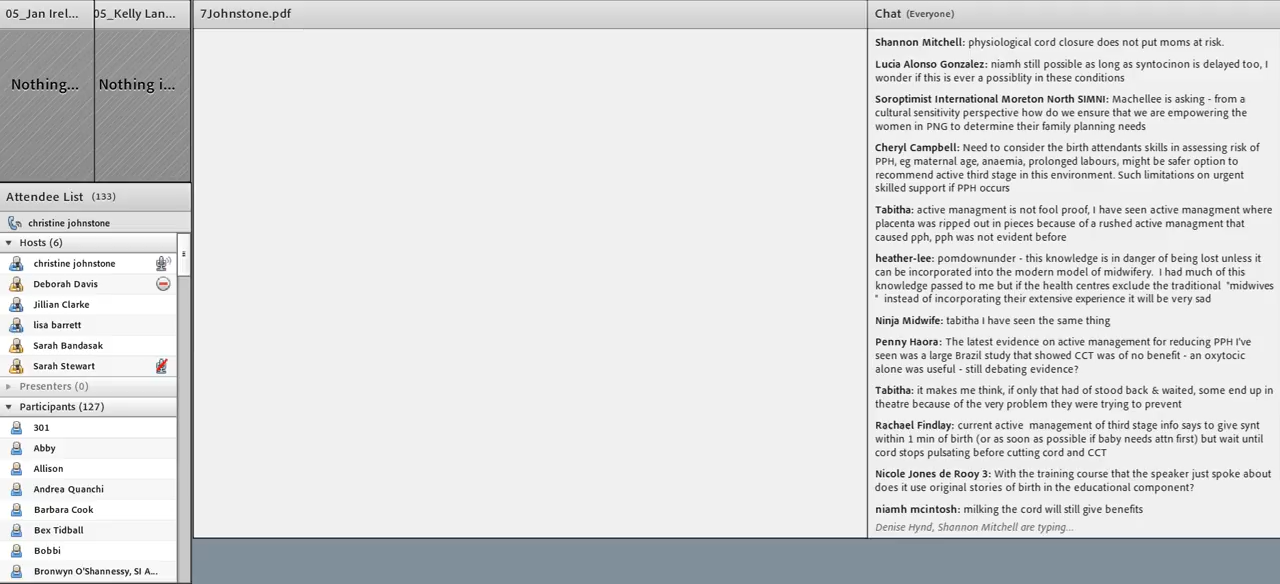 05_Jan Irel...
05_Kelly Lan...
Nothing...
Nothing i...
Attendee List (133)
christine johnstone
Hosts (6)
christine johnstone
Deborah Davis
Jillian Clarke
lisa barrett
Sarah Bandasak
Sarah Stewart
Presenters (0)
Participants (127)
301
Abby
Allison
Andrea Quanchi
Barbara Cook
Bex Tidball
Bobbi
Bronwyn O'Shannessy, SI A...
7Johnstone.pdf
Chat (Everyone)
Shannon Mitchell: physiological cord closure does not put moms at risk.
Lucia Alonso Gonzalez: niamh still possible as long as syntocinon is delayed too, I
wonder if this is ever a possiblity in these conditions
Soroptimist International Moreton North SIMNI: Machellee is asking - from a
cultural sensitivity perspective how do we ensure that we are empowering the
women in PNG to determine their family planning needs
Cheryl Campbell: Need to consider the birth attendants skills in assessing risk of
PPH, eg maternal age, anaemia, prolonged labours, might be safer option to
recommend active third stage in this environment. Such limitations on urgent
skilled support if PPH occurs
Tabitha: active managment is not fool proof, I have seen active managment where
placenta was ripped out in pieces because of a rushed active managment that
caused pph, pph was not evident before
heather-lee: pomdownunder - this knowledge is in danger of being lost unless it
can be incorporated into the modern model of midwifery. I had much of this
knowledge passed to me but if the health centres exclude the traditional "midwives
" instead of incorporating their extensive experience it will be very sad
Ninja Midwife: tabitha I have seen the same thing
Penny Haora: The latest evidence on active management for reducing PPH I've
seen was a large Brazil study that showed CCT was of no benefit - an oxytocic
alone was useful - still debating evidence?
Tabitha: it makes me think, if only that had of stood back & waited, some end up in
theatre because of the very problem they were trying to prevent
Rachael Findlay: current active management of third stage info says to give synt
within 1 min of birth (or as soon as possible if baby needs attn first) but wait until
cord stops pulsating before cutting cord and CCT
Nicole Jones de Rooy 3: With the training course that the speaker just spoke about
does it use original stories of birth in the educational component?
niamh mcintosh: milking the cord will still give benefits
Denise Hynd, Shannon Mitchell are typing...